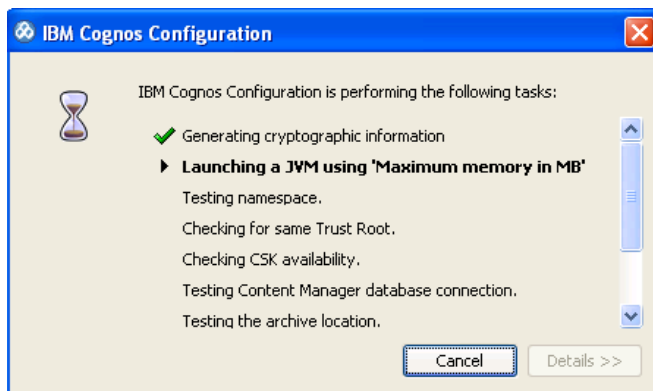 IBM Cognos Configuration
IBM Cognos Configuration is performing the following tasks:
Generating cryptographic information
Launching a JVM using 'Maximum memory in MB'
Testing namespace.
Checking for same Trust Root.
Checking CSK availability.
Testing Content Manager database connection.
Testing the archive location.
Cancel
Details >>